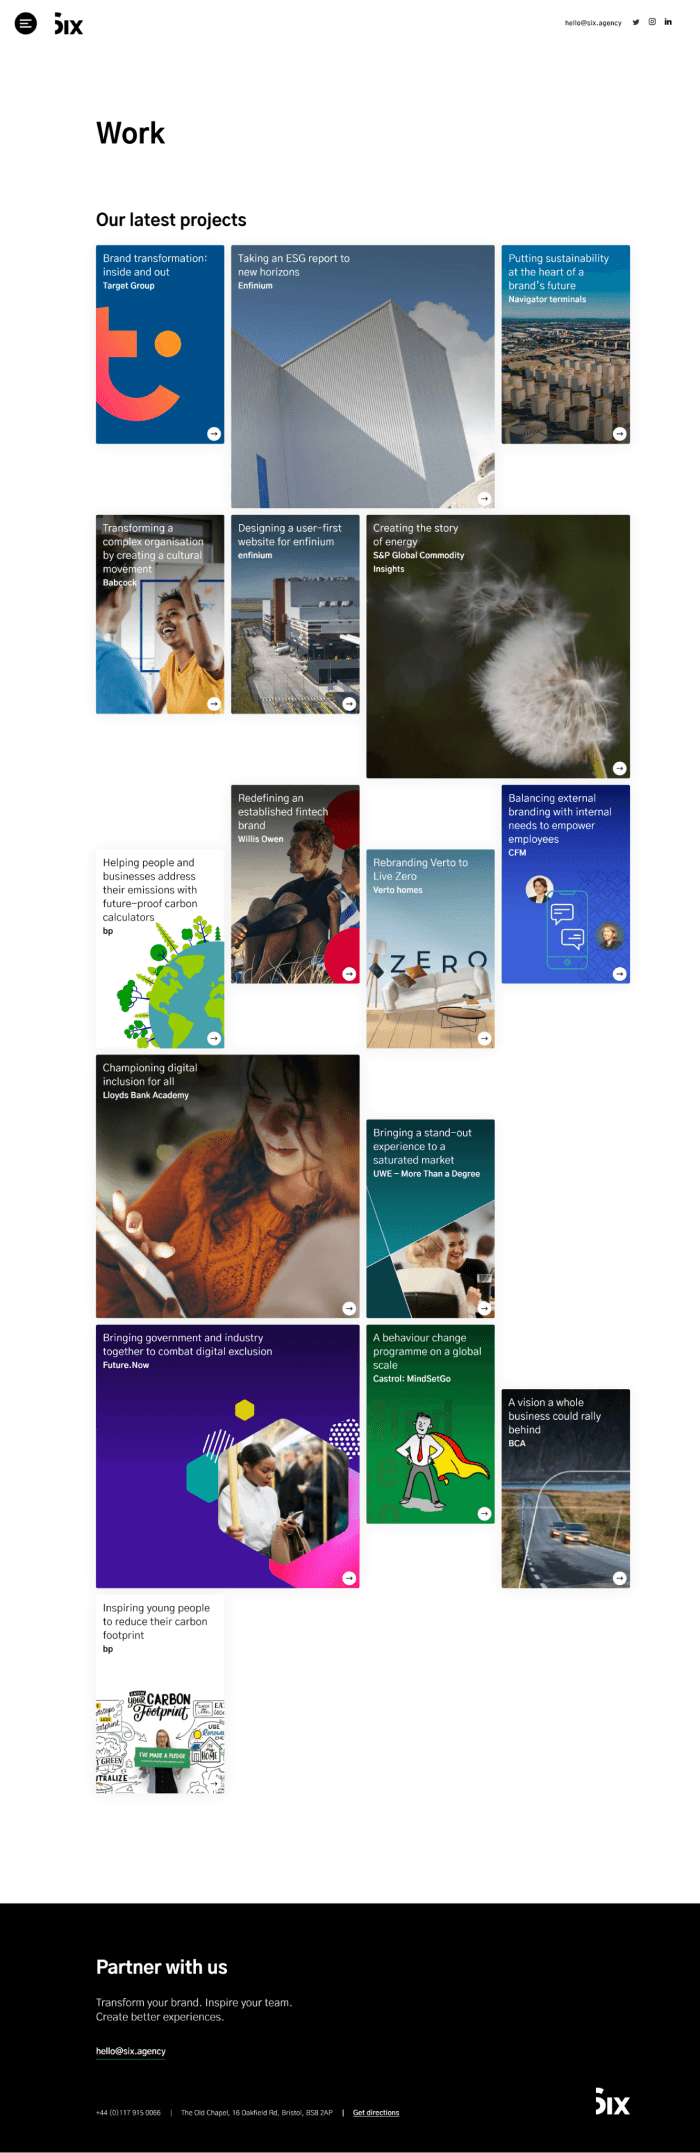 SIX
hello@six.agency
Work
Our latest projects
Brand transformation:
inside and out
Target Group
Taking an ESG report to
new horizons
Enfinium
Putting sustainability
at the heart of a
brand's future
Navigator terminals
Transforming a
complex organisation
by creating a cultural
movement
Babcock
Designing a user-first
website for enfinium
enfinium
Creating the story
of energy
S&P Global Commodity
Insights
Redefining an
established fintech
brand
Willis Owen
Balancing external
branding with internal
needs to empower
employees
CFM
Helping people and
businesses address
their emissions with
future-proof carbon
calculators
bp
Rebranding Verto to
Live Zero
Verto homes
ZERO
Championing digital
inclusion for all
Lloyds Bank Academy
Bringing a stand-out
experience to a
saturated market
UWE - More Than a Degree
Bringing government and industry
together to combat digital exclusion
Future.Now
A behaviour change
programme on a global
scale
Castrol: MindSetGo
A vision a whole
business could rally
behind
BCA
Inspiring young people
to reduce their carbon
footprint
bp
YOUR CARBON
Footprint
USE
HOME
I'VE MADE A PLEDGE
GREEN
Partner with us
Transform your brand. Inspire your team.
Create better experiences.
hello@six.agency
SIX
+44 (0)117 915 0066 | The Old Chapel, 16 Oakfield Rd, Bristol, BS8 2AP | Get directions